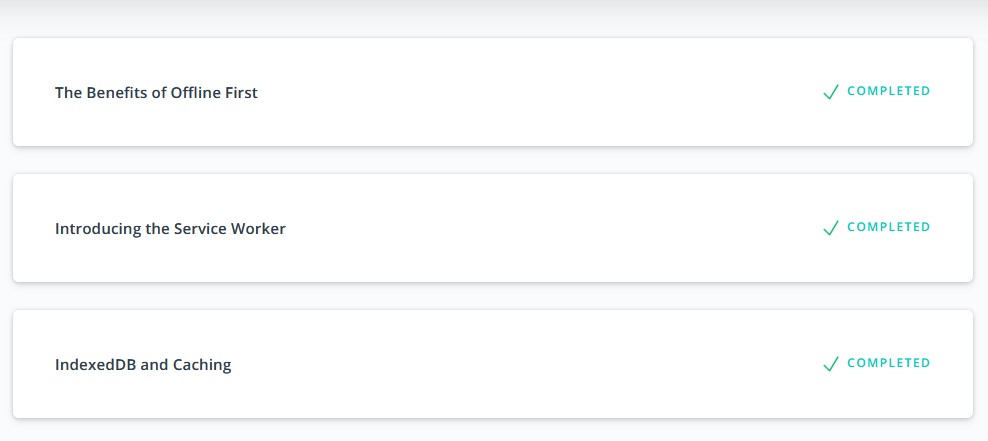 The Benefits of Offline First
COMPLETED
Introducing the Service Worker
COMPLETED
IndexedDB and Caching
COMPLETED